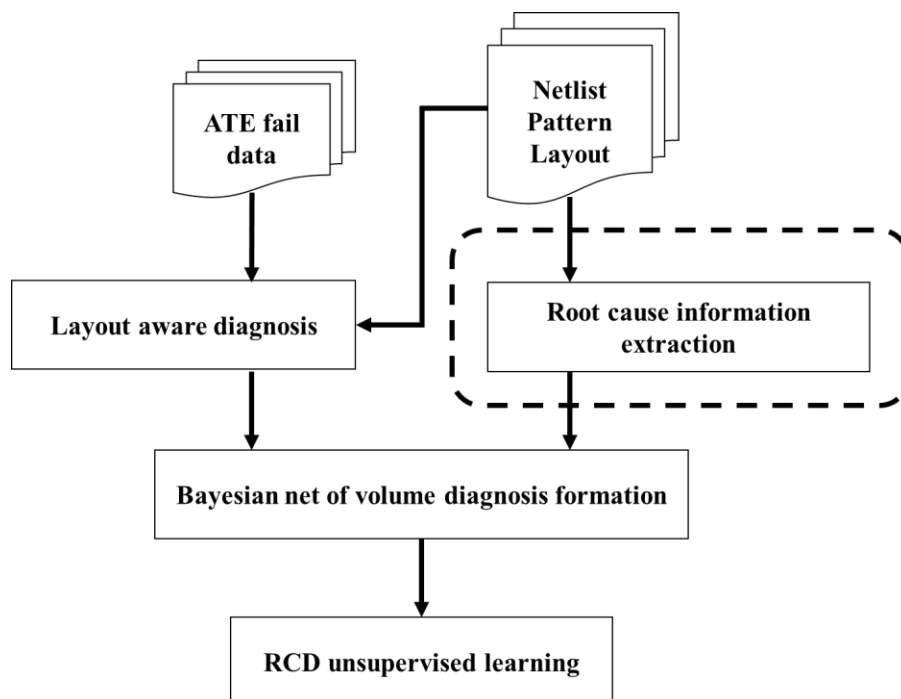 ATE fail
data
Netlist
Pattern
Layout
Layout aware diagnosis
Root cause information
extraction
Bayesian net of volume diagnosis formation
RCD unsupervised learning